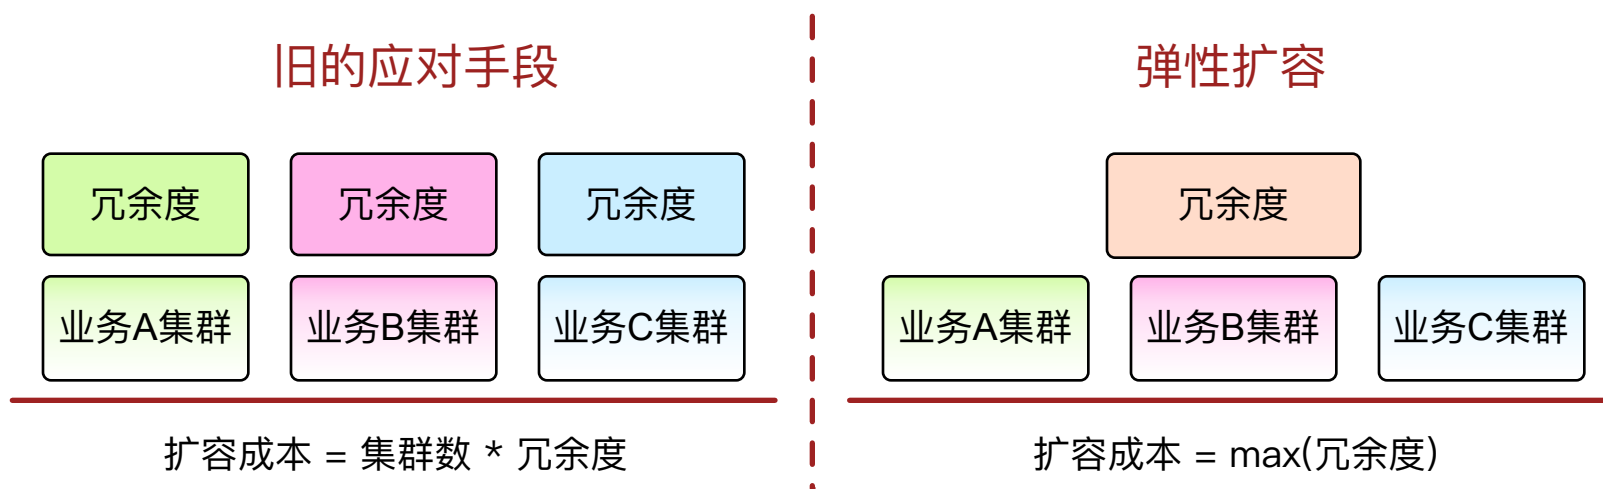 旧的应对手段
冗余度
冗余度
冗余度
业务A集群
业务B集群
业务C集群
扩容成本 = 集群数 * 冗余度
弹性扩容
冗余度
业务A集群
业务B集群
业务C集群
扩容成本 = max(冗余度)